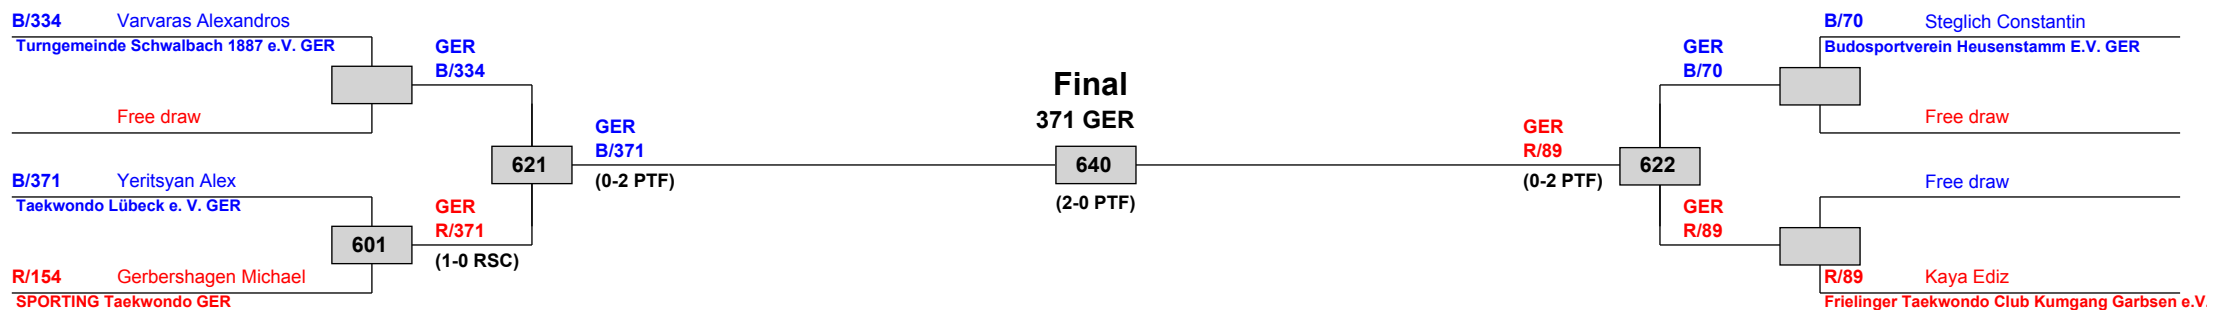 B/334 Varvaras Alexandros
Turngemeinde Schwalbach 1887 e.V. GER
GER
B/334
Free draw
B/371 Yeritsyan Alex
Taekwondo Lübeck e. V. GER
601
GER
R/371
(1-0 RSC)
R/154 Gerbershagen Michael
SPORTING Taekwondo GER
621
GER
B/371
(0-2 PTF)
Final
371 GER
640
(2-0 PTF)
GER
R/89
(0-2 PTF)
622
GER
B/70
B/70 Steglich Constantin
Budosportverein Heusenstamm E.V. GER
Free draw
Free draw
GER
R/89
R/89 Kaya Ediz
Frielinger Taekwondo Club Kumgang Garbsen e.V.